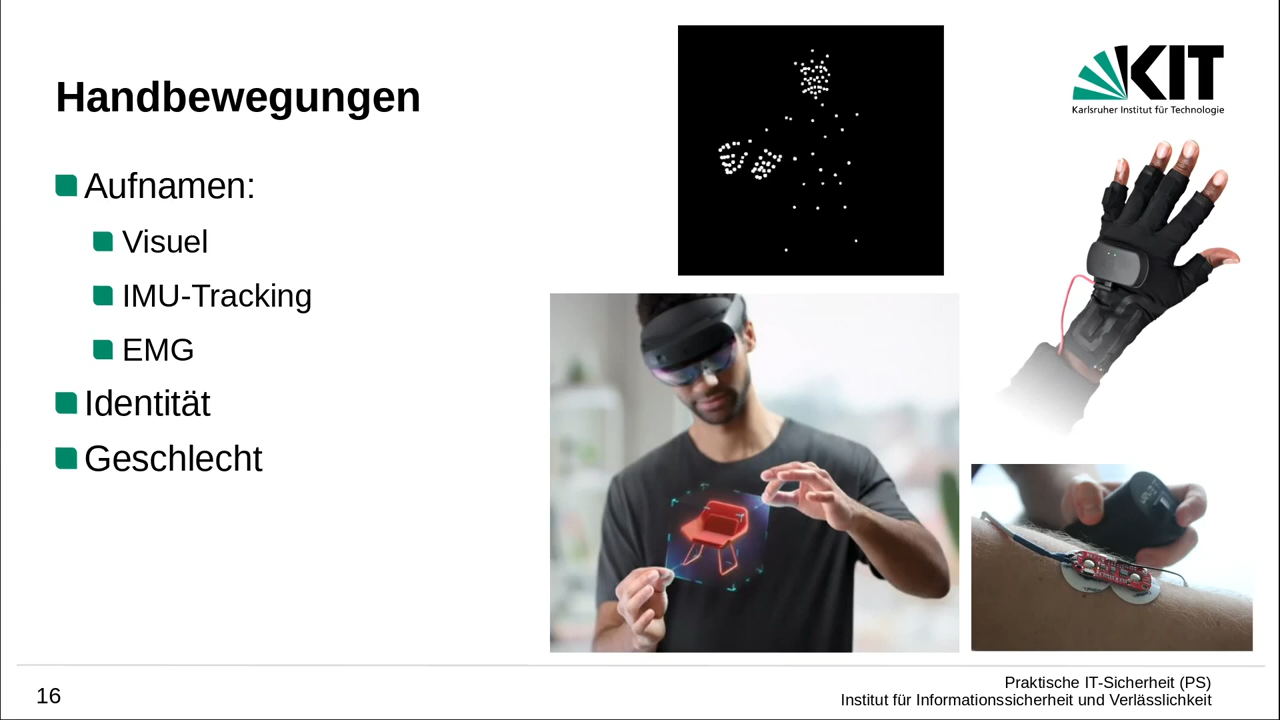 Handbewegungen
KIT
Karlsruher Institut für Technologie
Aufnamen:
Visuel
IMU-Tracking
EMG
Identität
Geschlecht
16
Praktische IT-Sicherheit (PS)
Institut für Informationssicherheit und Verlässlichkeit